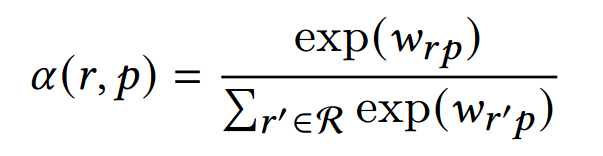 α(r, p) = exp(w_{rp}) / ∑_{r′∈ℛ} exp(w_{r′p})